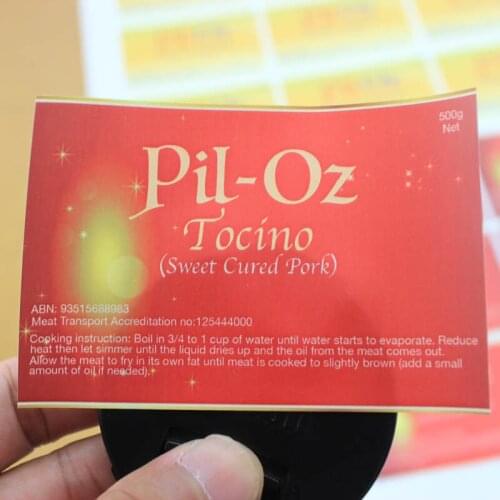 500g
Net
Pil-Oz
Tocino
(Sweet Cured Pork)
ABN: 93515688983
Meat Transport Accreditation no:125444000
Cooking instruction: Boil in 3/4 to 1 cup of water until water starts to evaporate. Reduce
heat then let simmer until the liquid dries up and the oil from the meat comes out.
Allow the meat to fry in its own fat until meat is cooked to slightly brown (add a small
amount of oil if needed).